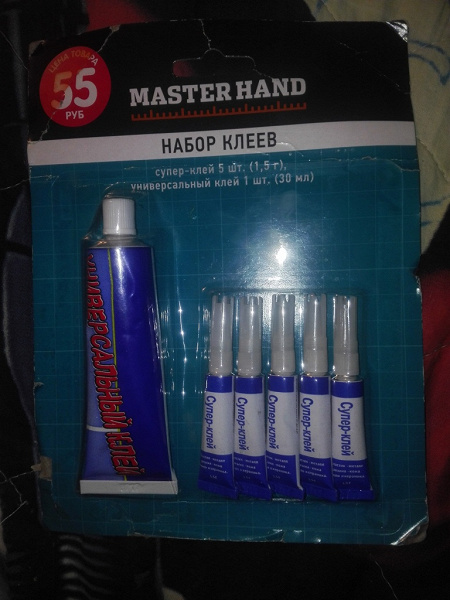 ЦЕНА ТОВАРА
55
РУБ
MASTER HAND
НАБОР КЛЕЕВ
супер-клей 5 шт. (1,5 г),
универсальный клей 1 шт. (30 мл)
УНИВЕРСАЛЬНЫЙ КЛЕЙ
Супер-клей
Супер-клей
Супер-клей
Супер-клей
Супер-клей